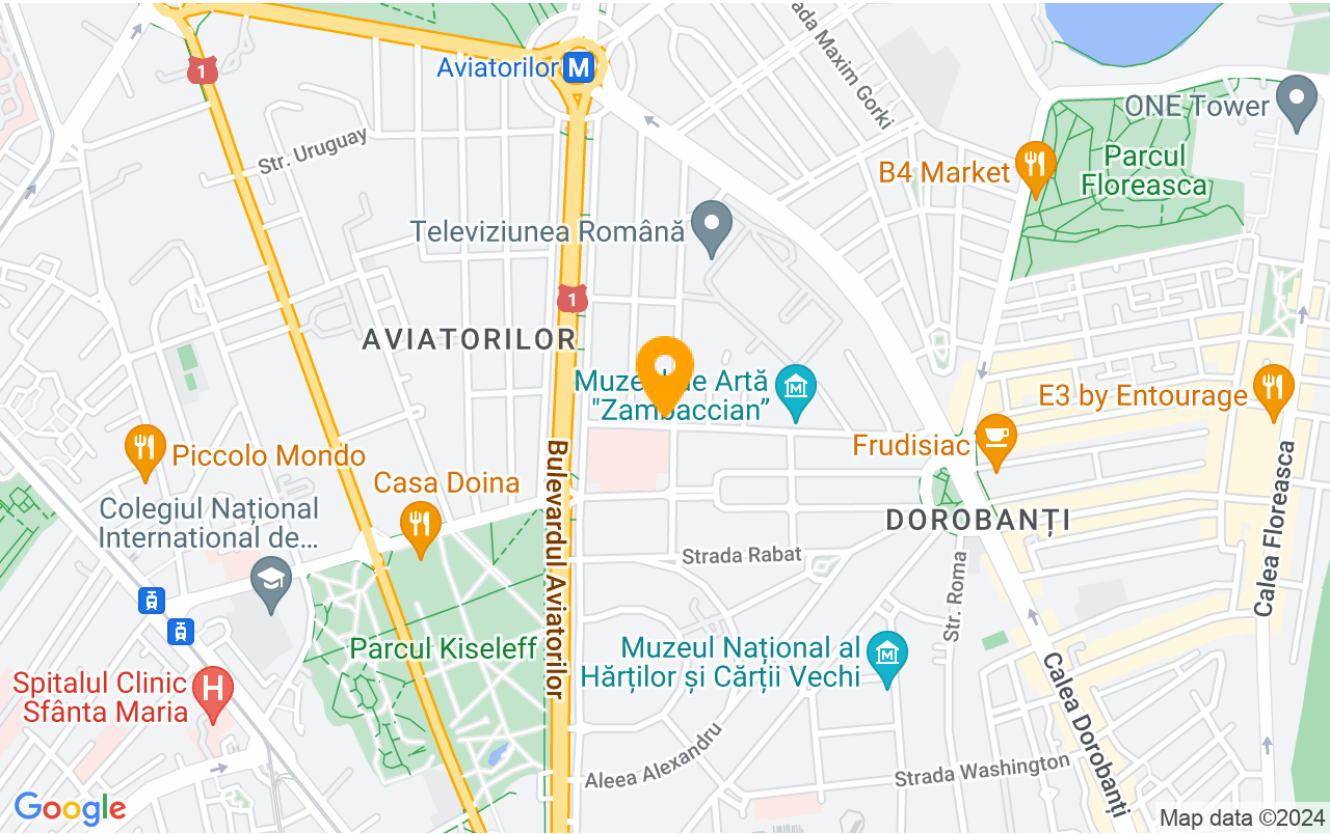 1
Aviatorilor M
Strada Maxim Gorki
ONE Tower
Str. Uruguay
B4 Market
Parcul
Floreasca
Televiziunea Română
1
AVIATORILOR
Muzeul de Artă
"Zambaccian”
E3 by Entourage
Frudisiac
Piccolo Mondo
Casa Doina
Bulevardul Aviatorilor
Calea Floreasca
Colegiul Național
International de...
DOROBANȚI
Strada Rabat
Str. Roma
Parcul Kiseleff
Muzeul Național al
Hărților și Cărții Vechi
Spitalul Clinic
Sfânta Maria
H
Calea Dorobanți
Aleea Alexandru
Strada Washington
Google
Map data ©2024